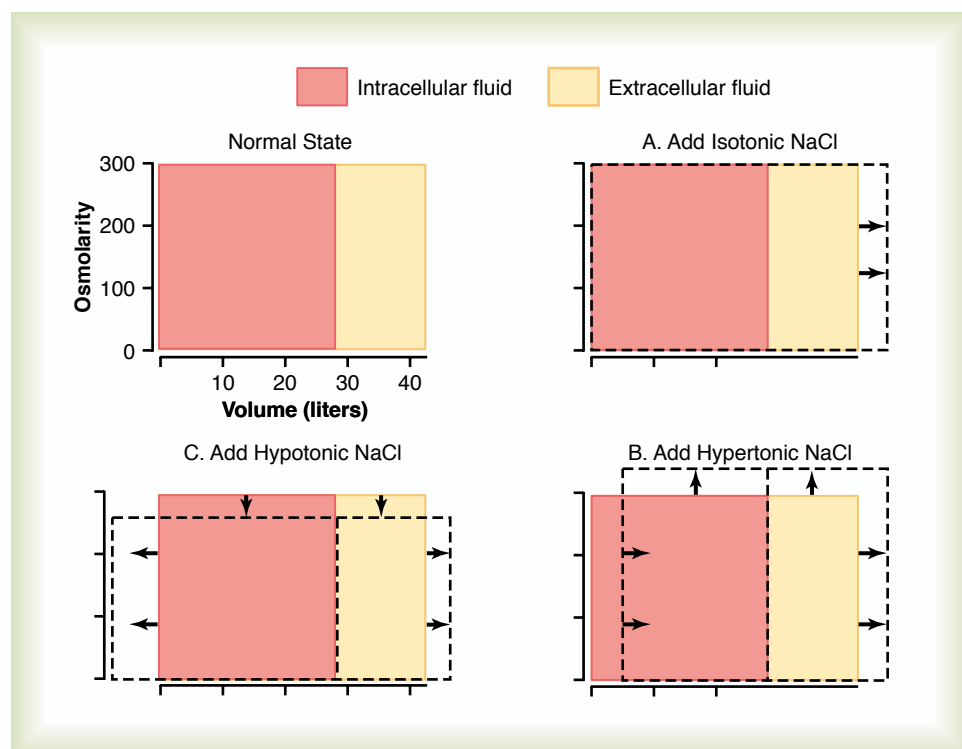 Intracellular fluid
Extracellular fluid
Normal State
300
200
100
0
Osmolarity
10 20 30 40
Volume (liters)
A. Add Isotonic NaCl
C. Add Hypotonic NaCl
B. Add Hypertonic NaCl